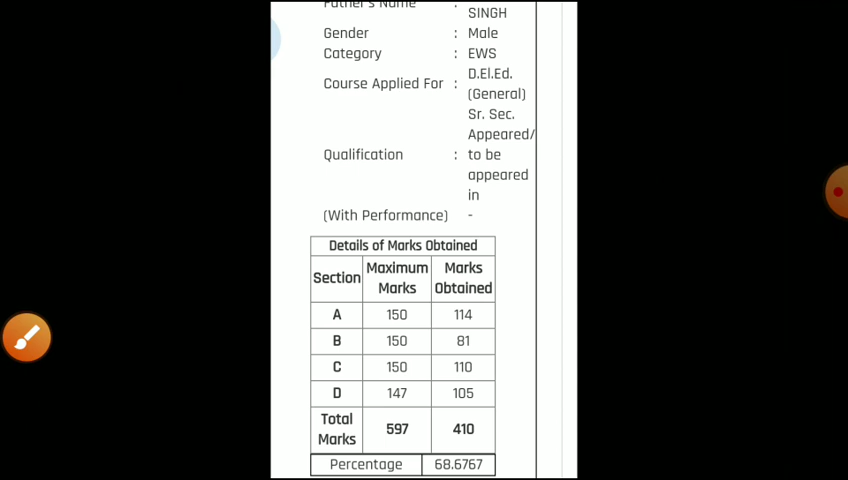 Father's Name :
SINGH
Gender : Male
Category : EWS
Course Applied For : D.El.Ed.
(General)
Qualification : Sr. Sec.
Appeared/
to be
appeared
in
(With Performance) -
Details of Marks Obtained
Section Maximum Marks Marks Obtained
A 150 114
B 150 81
C 150 110
D 147 105
Total Marks 597 410
Percentage 68.6767